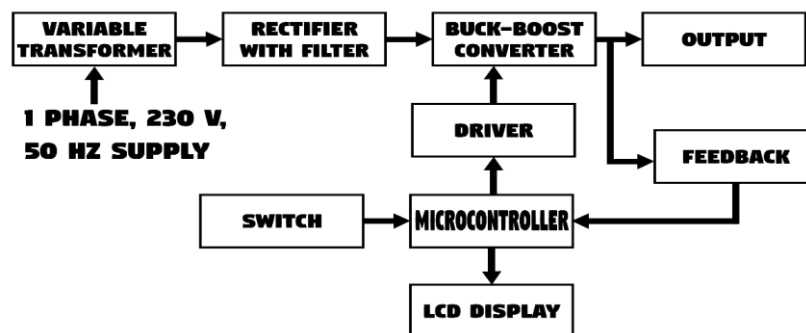 VARIABLE
TRANSFORMER
RECTIFIER
WITH FILTER
BUCK-BOOST
CONVERTER
OUTPUT
1 PHASE, 230 V,
50 HZ SUPPLY
DRIVER
FEEDBACK
SWITCH
MICROCONTROLLER
LCD DISPLAY